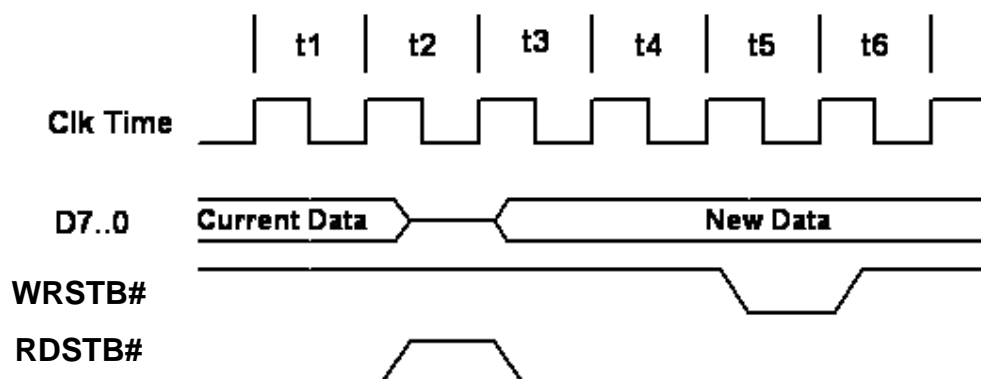 t1 t2 t3 t4 t5 t6
Clk Time
D7..0 Current Data New Data
WRSTB#
RDSTB#